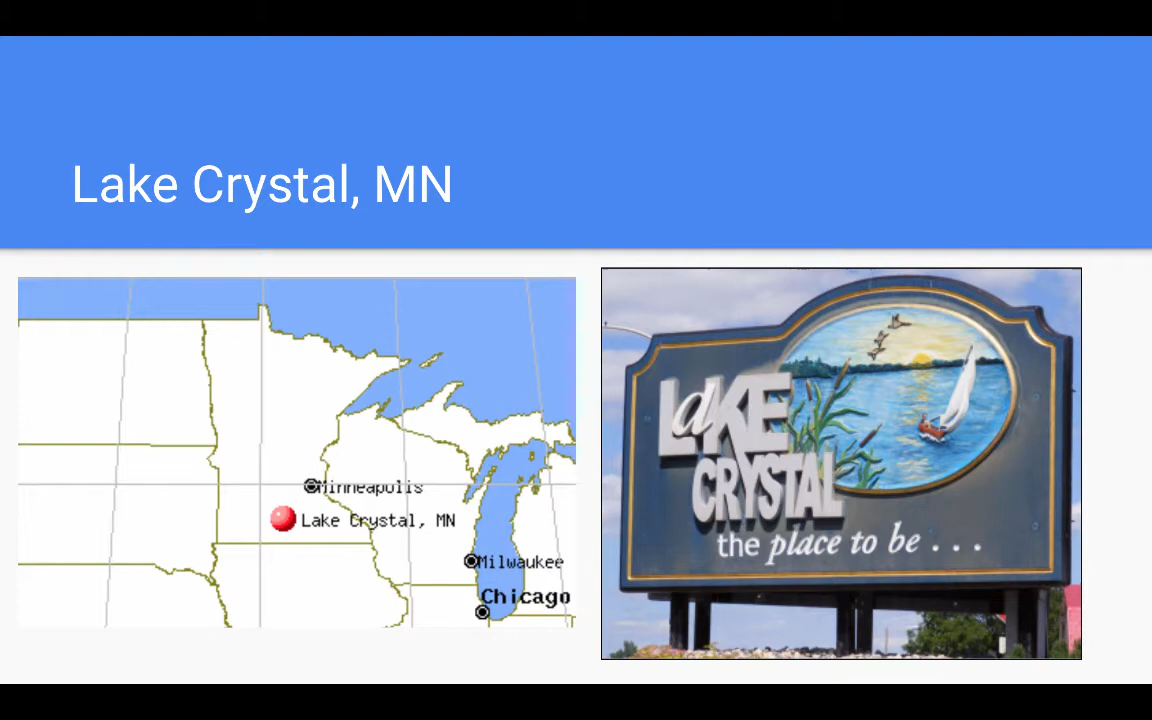 Lake Crystal, MN
Minneapolis
Lake Crystal, MN
Milwaukee
Chicago
LaKE
CRYSTAL
the place to be . . .